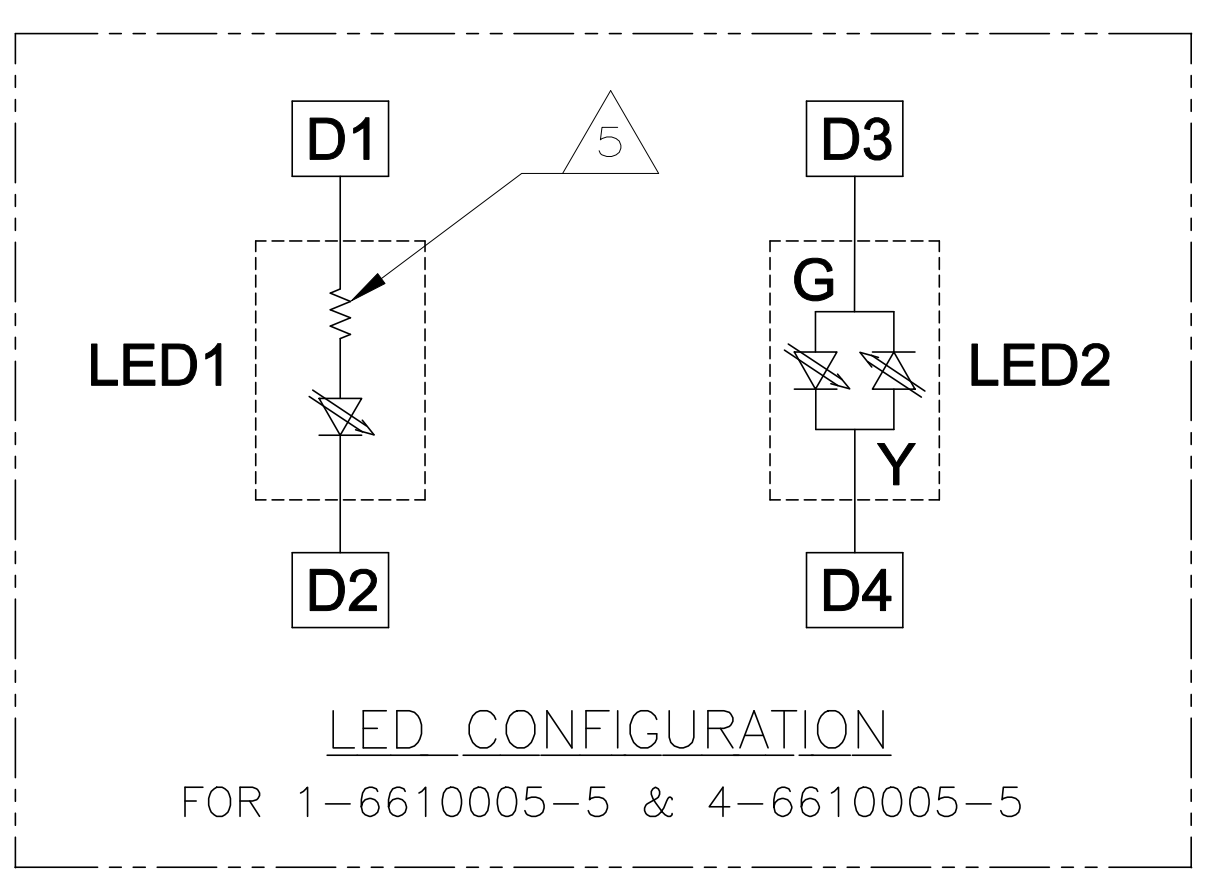 D1
5
D3
G
LED1
LED2
Y
D2
D4
LED CONFIGURATION
FOR 1-6610005-5 & 4-6610005-5